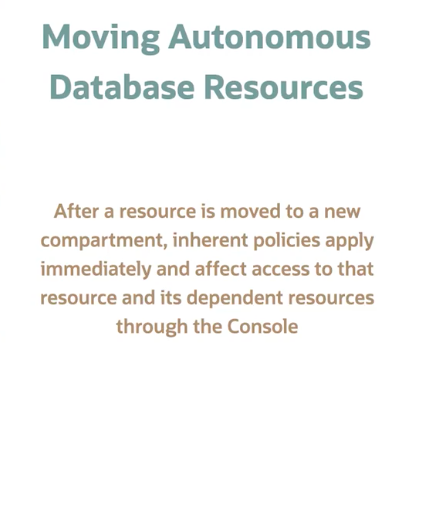 Moving Autonomous
Database Resources
After a resource is moved to a new
compartment, inherent policies apply
immediately and affect access to that
resource and its dependent resources
through the Console